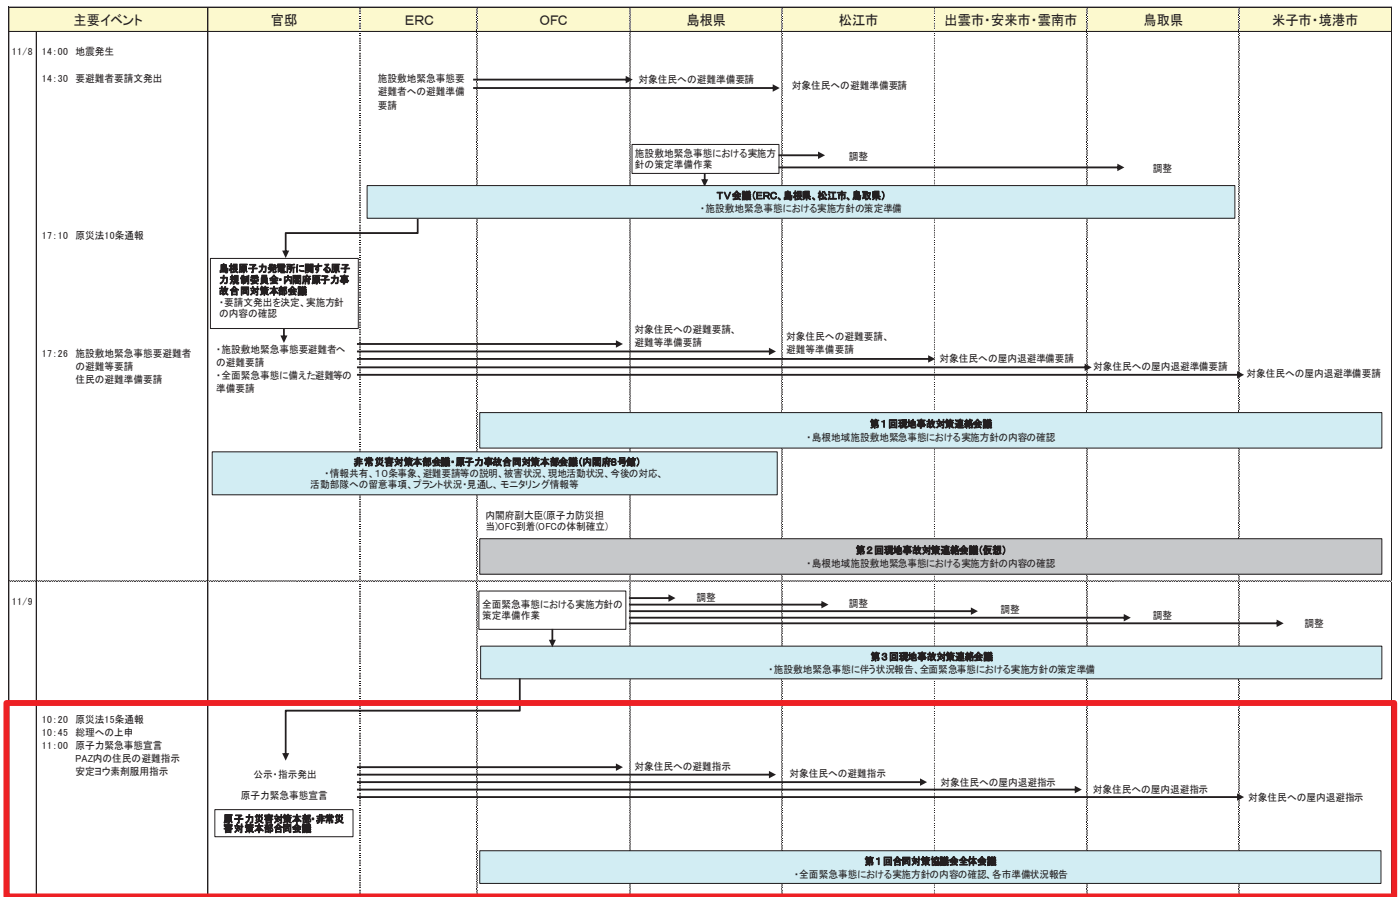 主要イベント
官邸
ERC
OFC
島根県
松江市
出雲市・安来市・雲南市
鳥取県
米子市・境港市
11/8
14:00 地震発生
14:30 要避難者要請文発出
施設敷地緊急事態要
避難者への避難準備
要請
対象住民への避難準備要請
対象住民への避難準備要請
施設敷地緊急事態における実施方
針の策定準備作業
調整
調整
TV会議(ERC、島根県、松江市、鳥取県)
・施設敷地緊急事態における実施方針の策定準備
17:10 原災法10条通報
島根原子力発電所に関する原子
力規制委員会・内閣府原子力事
故合同対策本部会議
・要請文発出を決定、実施方針
の内容の確認
17:26 施設敷地緊急事態要避難者
の避難等要請
住民の避難準備要請
・施設敷地緊急事態要避難者へ
の避難要請
・全面緊急事態に備えた避難等の
準備要請
対象住民への避難要請、
避難等準備要請
対象住民への避難要請、
避難等準備要請
対象住民への屋内退避準備要請
対象住民への屋内退避準備要請
対象住民への屋内退避準備要請
第1回現地事故対策連絡会議
・島根地域施設敷地緊急事態における実施方針の内容の確認
非常災害対策本部会議・原子力事故合同対策本部会議(内閣府8号館)
・情報共有、10条事象、避難要請等の説明、被害状況、現地活動状況、今後の対応、
活動部隊への留意事項、プラント状況・見通し、モニタリング情報等
内閣府副大臣(原子力防災担
当)OFC到着(OFCの体制確立)
第2回現地事故対策連絡会議(仮想)
・島根地域施設敷地緊急事態における実施方針の内容の確認
11/9
全面緊急事態における実施方針の
策定準備作業
調整
調整
調整
調整
調整
第3回現地事故対策連絡会議
・施設敷地緊急事態に伴う状況報告、全面緊急事態における実施方針の策定準備
10:20 原災法15条通報
10:45 総理への上申
11:00 原子力緊急事態宣言
PAZ内の住民の避難指示
安定ヨウ素剤服用指示
公示・指示発出
原子力緊急事態宣言
対象住民への避難指示
対象住民への避難指示
対象住民への屋内退避指示
対象住民への屋内退避指示
対象住民への屋内退避指示
原子力災害対策本部・非常災
害対策本部合同会議
第1回合同対策協議会全体会議
・全面緊急事態における実施方針の内容の確認、各市準備状況報告